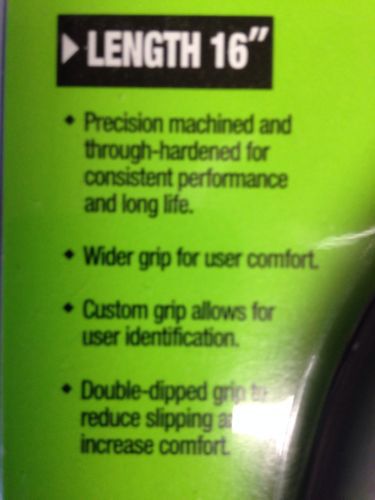 LENGTH 16"
Precision machined and
through-hardened for
consistent performance
and long life.
Wider grip for user comfort.
Custom grip allows for
user identification.
Double-dipped grip to
reduce slipping
increase comfort.